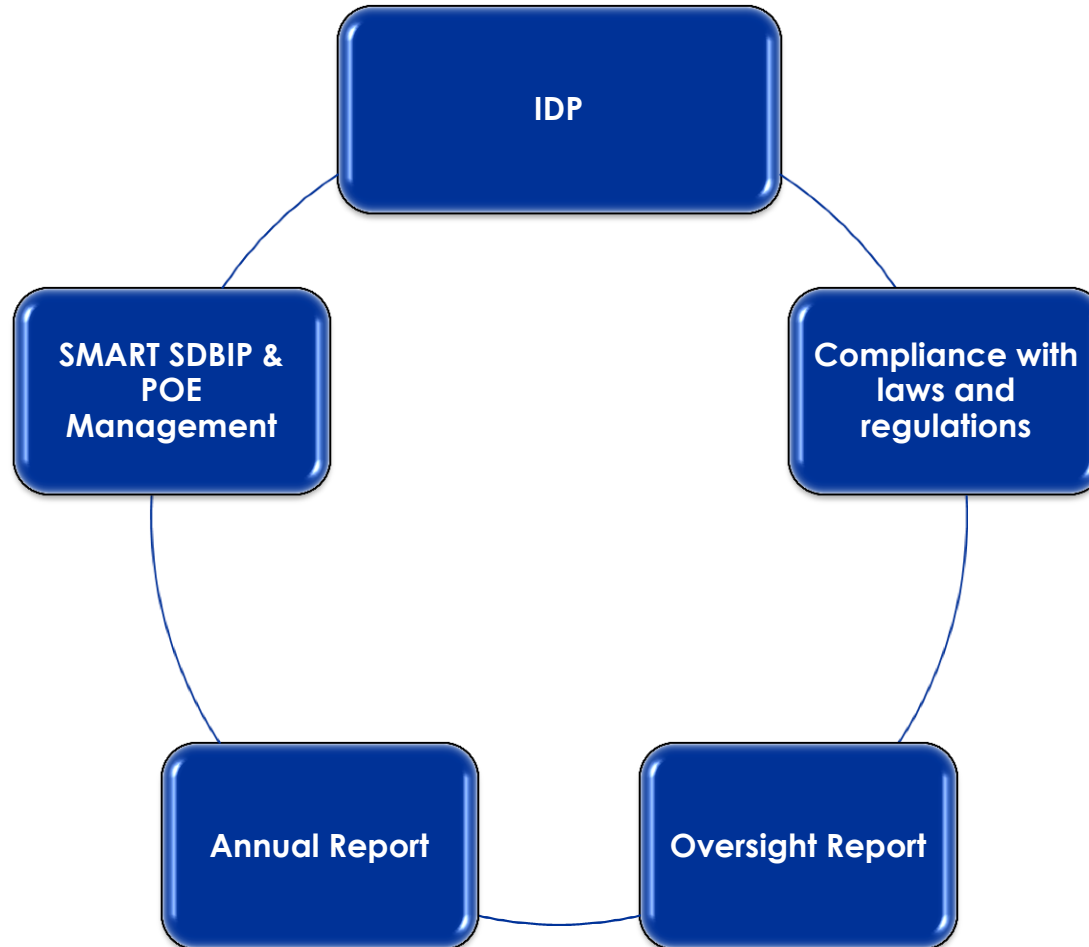 IDP
SMART SDBIP &
POE
Management
Compliance with
laws and
regulations
Annual Report
Oversight Report